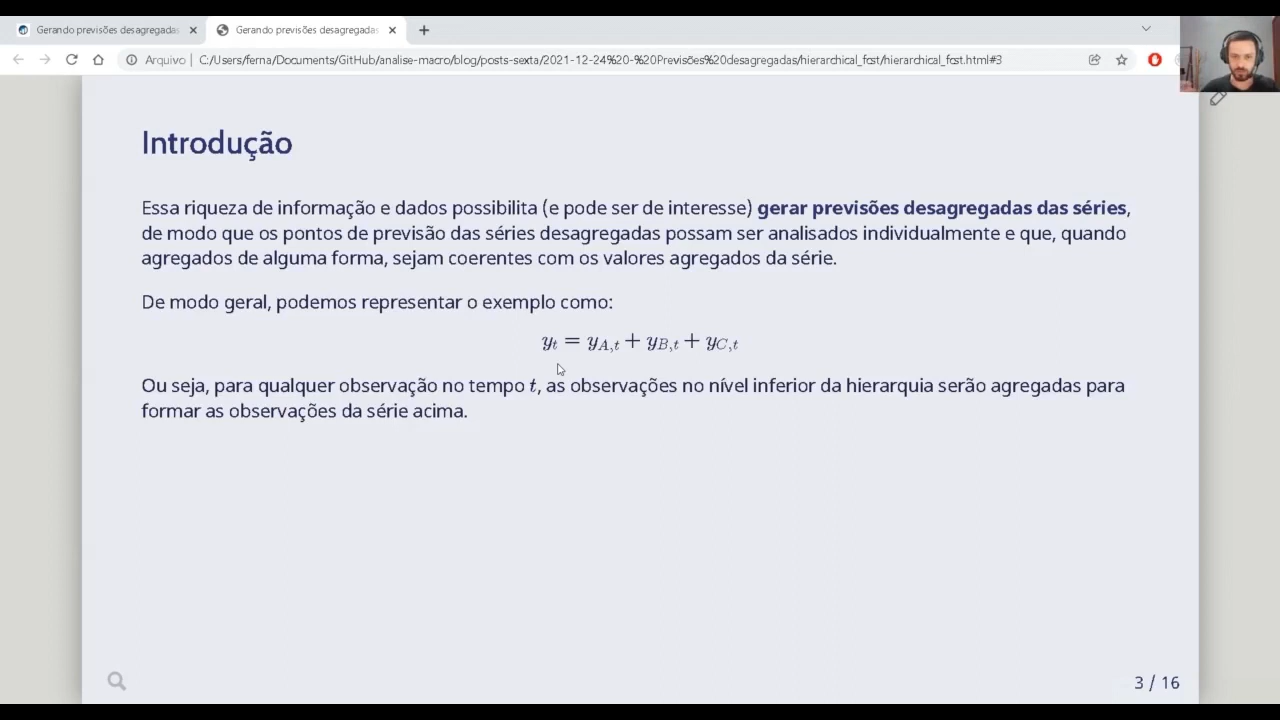 Gerando previsões desagregadas
Gerando previsões desagregadas
Arquivo | C:/Users/ferna/Documents/GitHub/analise-macro/blog/posts-sexta/2021-12-24%20-%20Previsões%20desagregadas/hierarchical_fcst/hierarchical_fcst.html#3
Introdução
Essa riqueza de informação e dados possibilita (e pode ser de interesse) gerar previsões desagregadas das séries,
de modo que os pontos de previsão das séries desagregadas possam ser analisados individualmente e que, quando
agregados de alguma forma, sejam coerentes com os valores agregados da série.
De modo geral, podemos representar o exemplo como:
y_t = y_{A,t} + y_{B,t} + y_{C,t}
Ou seja, para qualquer observação no tempo t, as observações no nível inferior da hierarquia serão agregadas para
formar as observações da série acima.
3 / 16